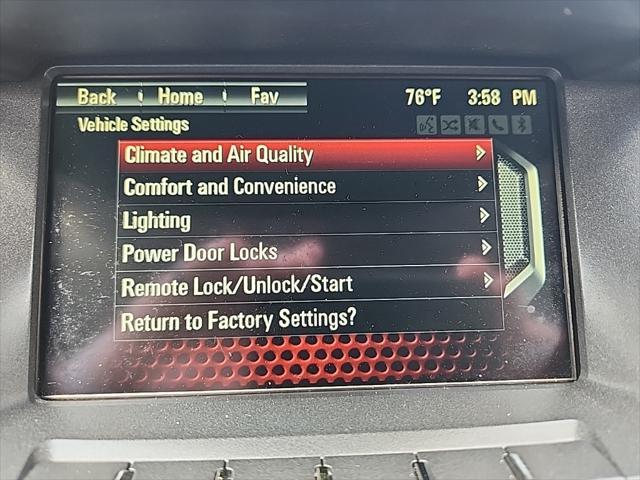 Back Home Fav 76°F 3:58 PM
Vehicle Settings
Climate and Air Quality
Comfort and Convenience
Lighting
Power Door Locks
Remote Lock/Unlock/Start
Return to Factory Settings?